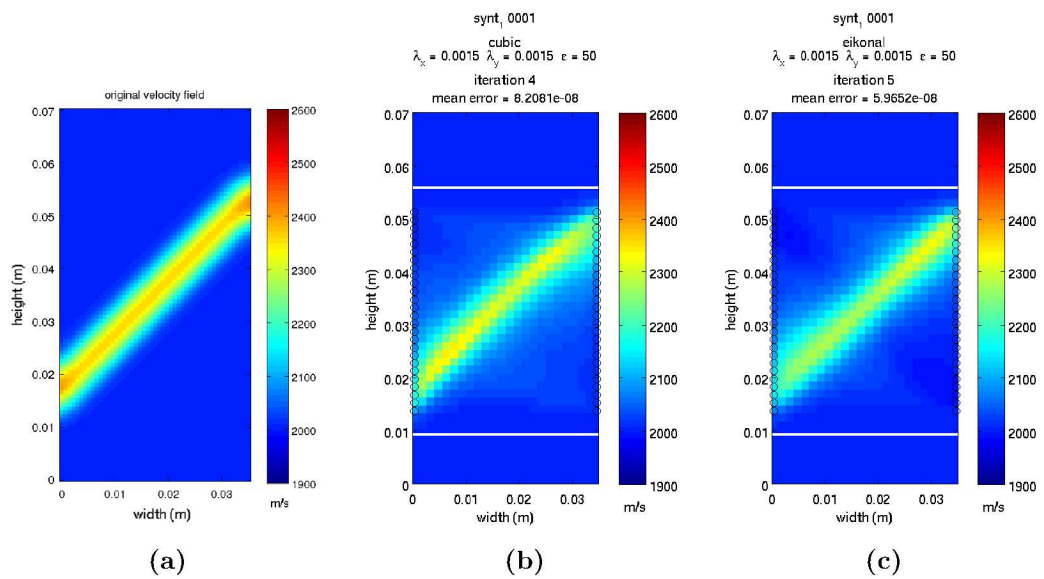 original velocity field
0.07
0.06
0.05
0.04
0.03
0.02
0.01
0
height (m)
0 0.01 0.02 0.03
width (m)
2600
2500
2400
2300
2200
2100
2000
1900
m/s
(a)
synt₁ 0001
cubic
λₓ = 0.0015 λᵧ = 0.0015 ε = 50
iteration 4
mean error = 8.2081e-08
0.07
0.06
0.05
0.04
0.03
0.02
0.01
0
height (m)
0 0.01 0.02 0.03
width (m)
2600
2500
2400
2300
2200
2100
2000
1900
m/s
(b)
synt₁ 0001
eikonal
λₓ = 0.0015 λᵧ = 0.0015 ε = 50
iteration 5
mean error = 5.9652e-08
0.07
0.06
0.05
0.04
0.03
0.02
0.01
0
height (m)
0 0.01 0.02 0.03
width (m)
2600
2500
2400
2300
2200
2100
2000
1900
m/s
(c)